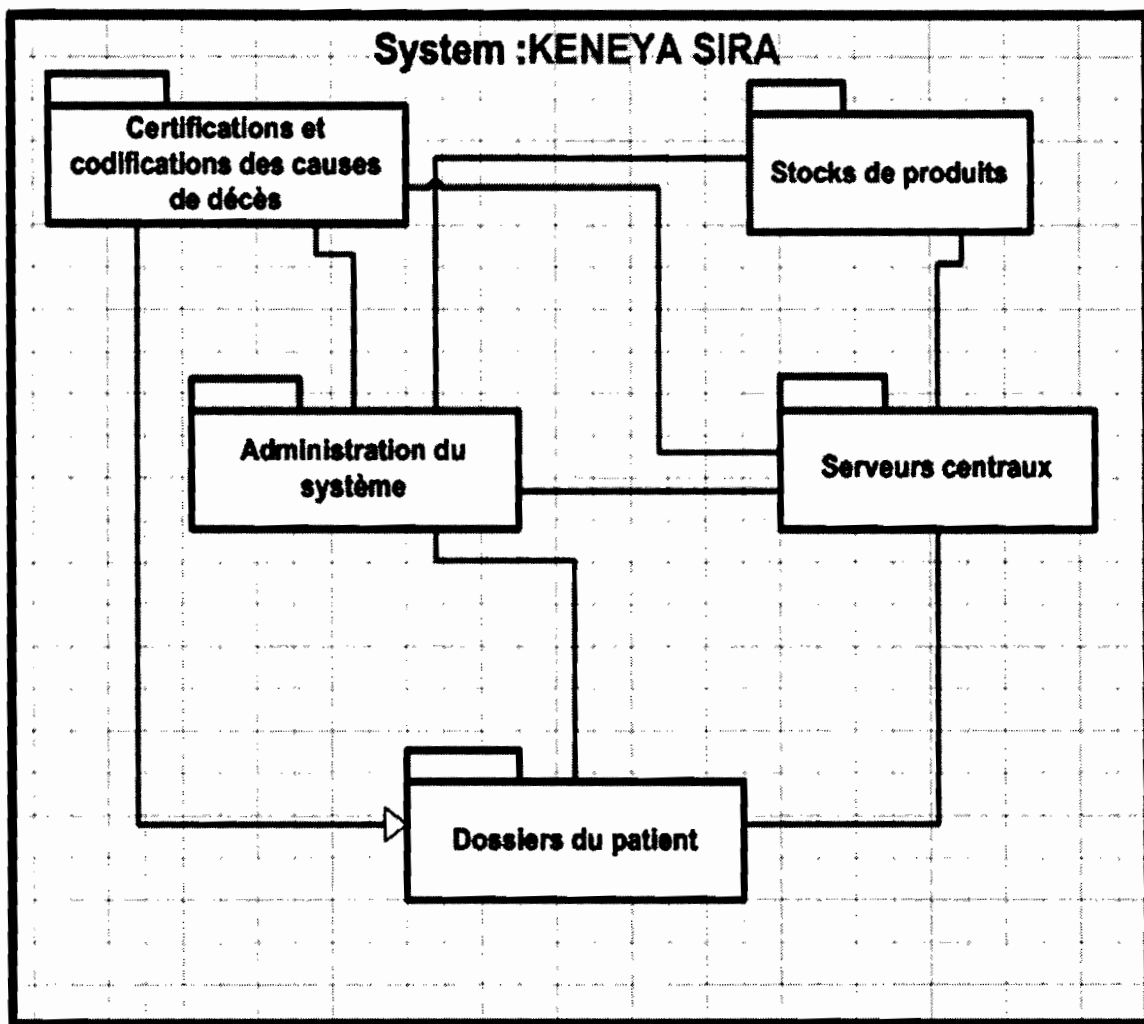 System :KENEYA SIRA
Certifications et
codifications des causes
de décès
Stocks de produits
Administration du
système
Serveurs centraux
Dossiers du patient